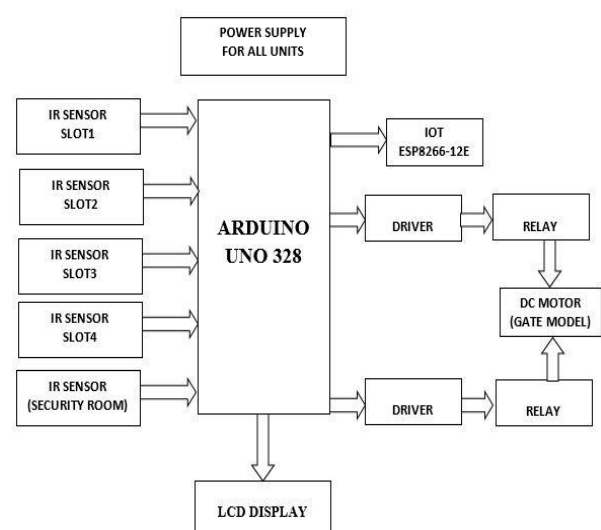 POWER SUPPLY
FOR ALL UNITS
IR SENSOR
SLOT1
IR SENSOR
SLOT2
IR SENSOR
SLOT3
IR SENSOR
SLOT4
IR SENSOR
(SECURITY ROOM)
ARDUINO
UNO 328
IOT
ESP8266-12E
DRIVER
RELAY
DC MOTOR
(GATE MODEL)
DRIVER
RELAY
LCD DISPLAY